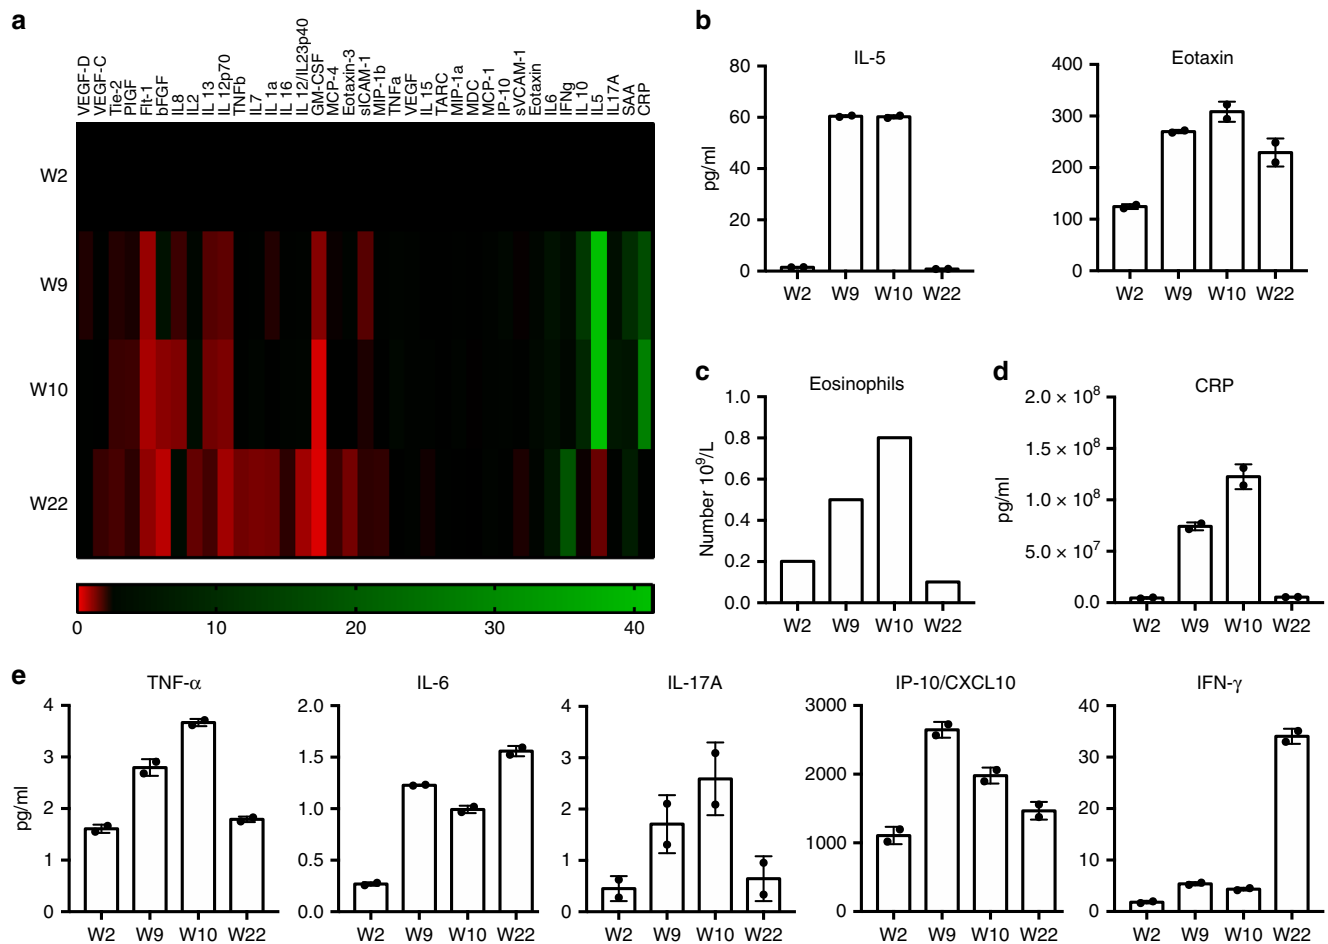 a
VEGF-D
VEGF-C
Tie-2
PIGF
Flt-1
bFGF
IL8
IL2
IL 13
IL 12p70
TNFb
IL7
IL 1a
IL 16
IL 12/IL23p40
GM-CSF
MCP-4
Eotaxin-3
sICAM-1
MIP-1b
TNF-a
VEGF
IL 15
TARC
MIP-1a
MDC
MCP-1
IP-10
sVCAM-1
Eotaxin
IL6
IFNg
IL 10
IL5
IL17A
SAA
CRP
W2
W9
W10
W22
0 10 20 30 40
b
IL-5
pg/ml
80
60
40
20
0
W2 W9 W10 W22
Eotaxin
400
300
200
100
0
W2 W9 W10 W22
c
Eosinophils
Number 10⁹/L
1.0
0.8
0.6
0.4
0.2
0.0
W2 W9 W10 W22
d
CRP
pg/ml
2.0 × 10⁸
1.5 × 10⁸
1.0 × 10⁸
5.0 × 10⁷
0.0
W2 W9 W10 W22
e
TNF-α
pg/ml
4
3
2
1
0
W2 W9 W10 W22
IL-6
2.0
1.5
1.0
0.5
0.0
W2 W9 W10 W22
IL-17A
4
3
2
1
0
W2 W9 W10 W22
IP-10/CXCL10
3000
2000
1000
0
W2 W9 W10 W22
IFN-γ
40
30
20
10
0
W2 W9 W10 W22